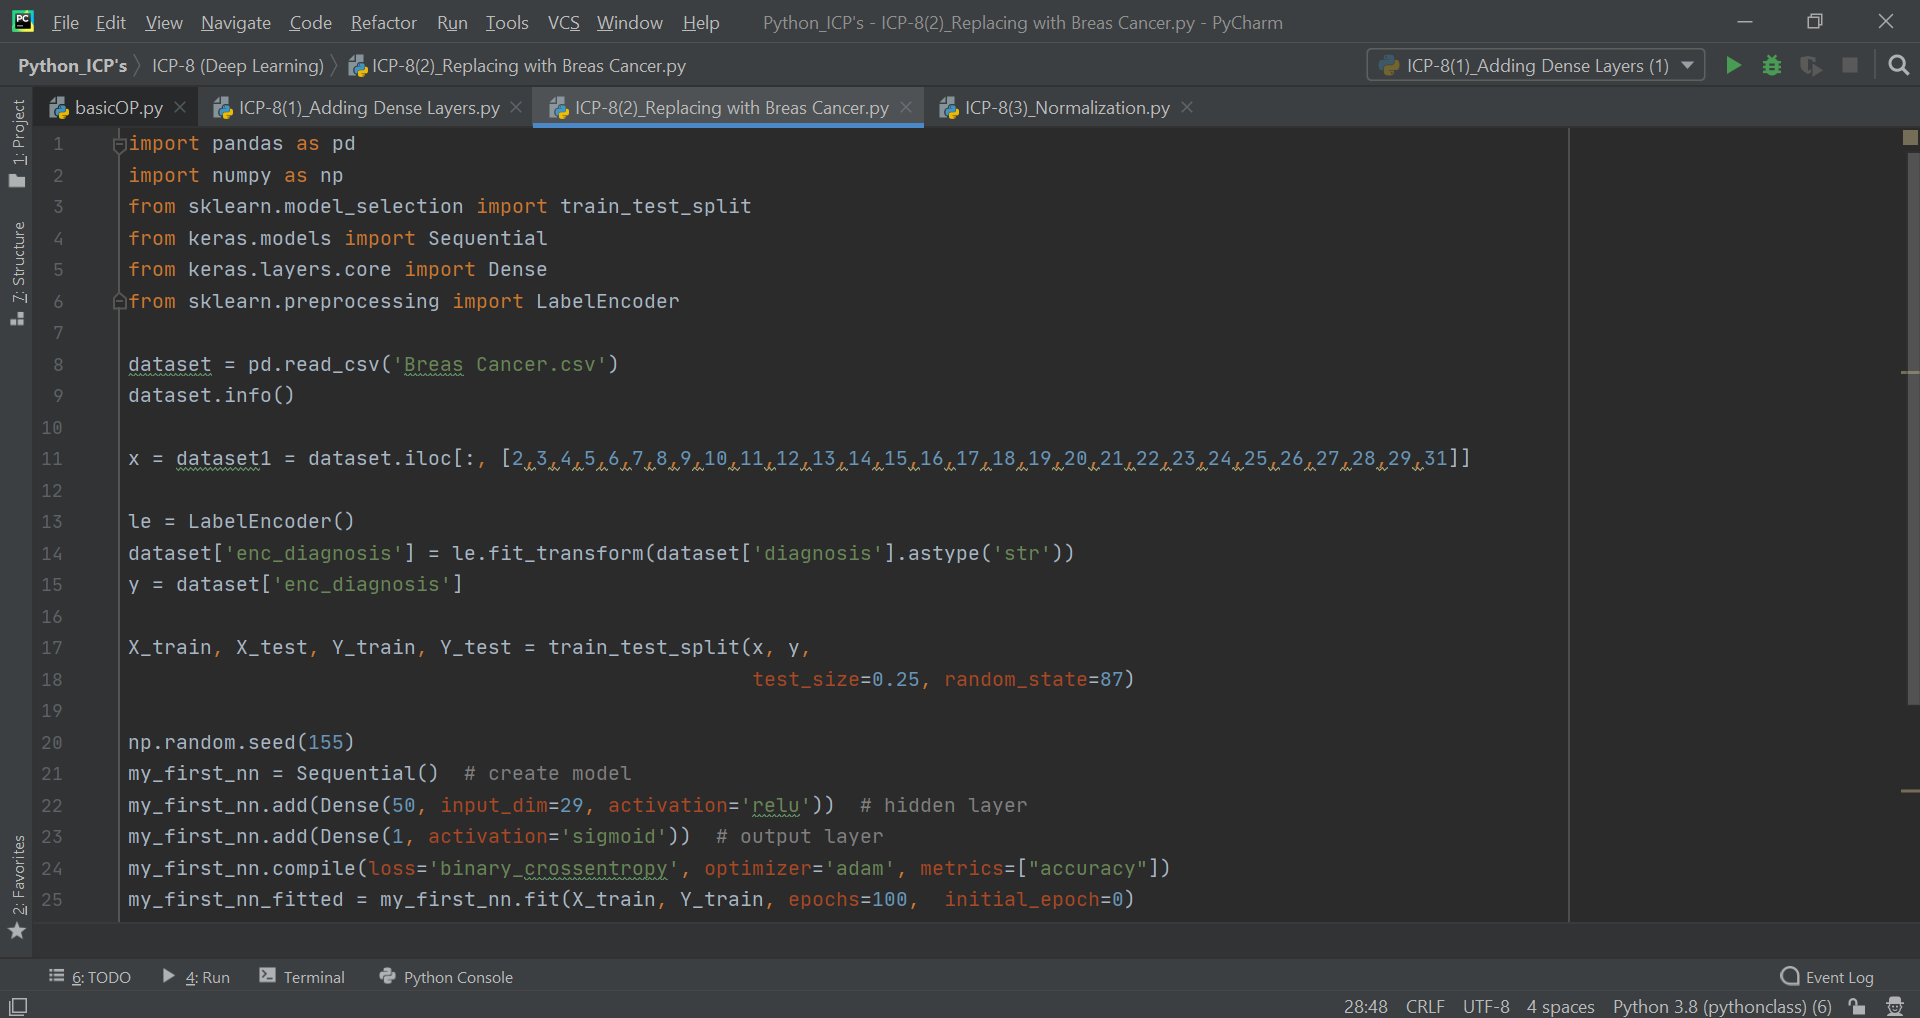 PC File Edit View Navigate Code Refactor Run Tools VCS Window Help Python_ICP's - ICP-8(2)_Replacing with Breas Cancer.py - PyCharm
Python_ICP's ICP-8 (Deep Learning) ICP-8(2)_Replacing with Breas Cancer.py ICP-8(1)_Adding Dense Layers (1)
basicOP.py ICP-8(1)_Adding Dense Layers.py ICP-8(2)_Replacing with Breas Cancer.py ICP-8(3)_Normalization.py
1: Project
7: Structure
2: Favorites
1 import pandas as pd
2 import numpy as np
3 from sklearn.model_selection import train_test_split
4 from keras.models import Sequential
5 from keras.layers.core import Dense
6 from sklearn.preprocessing import LabelEncoder
7
8 dataset = pd.read_csv('Breas Cancer.csv')
9 dataset.info()
10
11 x = dataset1 = dataset.iloc[:, [2,3,4,5,6,7,8,9,10,11,12,13,14,15,16,17,18,19,20,21,22,23,24,25,26,27,28,29,31]]
12
13 le = LabelEncoder()
14 dataset['enc_diagnosis'] = le.fit_transform(dataset['diagnosis'].astype('str'))
15 y = dataset['enc_diagnosis']
16
17 X_train, X_test, Y_train, Y_test = train_test_split(x, y,
18 test_size=0.25, random_state=87)
19
20 np.random.seed(155)
21 my_first_nn = Sequential()  # create model
22 my_first_nn.add(Dense(50, input_dim=29, activation='relu'))  # hidden layer
23 my_first_nn.add(Dense(1, activation='sigmoid'))  # output layer
24 my_first_nn.compile(loss='binary_crossentropy', optimizer='adam', metrics=["accuracy"])
25 my_first_nn_fitted = my_first_nn.fit(X_train, Y_train, epochs=100,  initial_epoch=0)
6: TODO 4: Run Terminal Python Console Event Log
28:48 CRLF UTF-8 4 spaces Python 3.8 (pythonclass) (6)